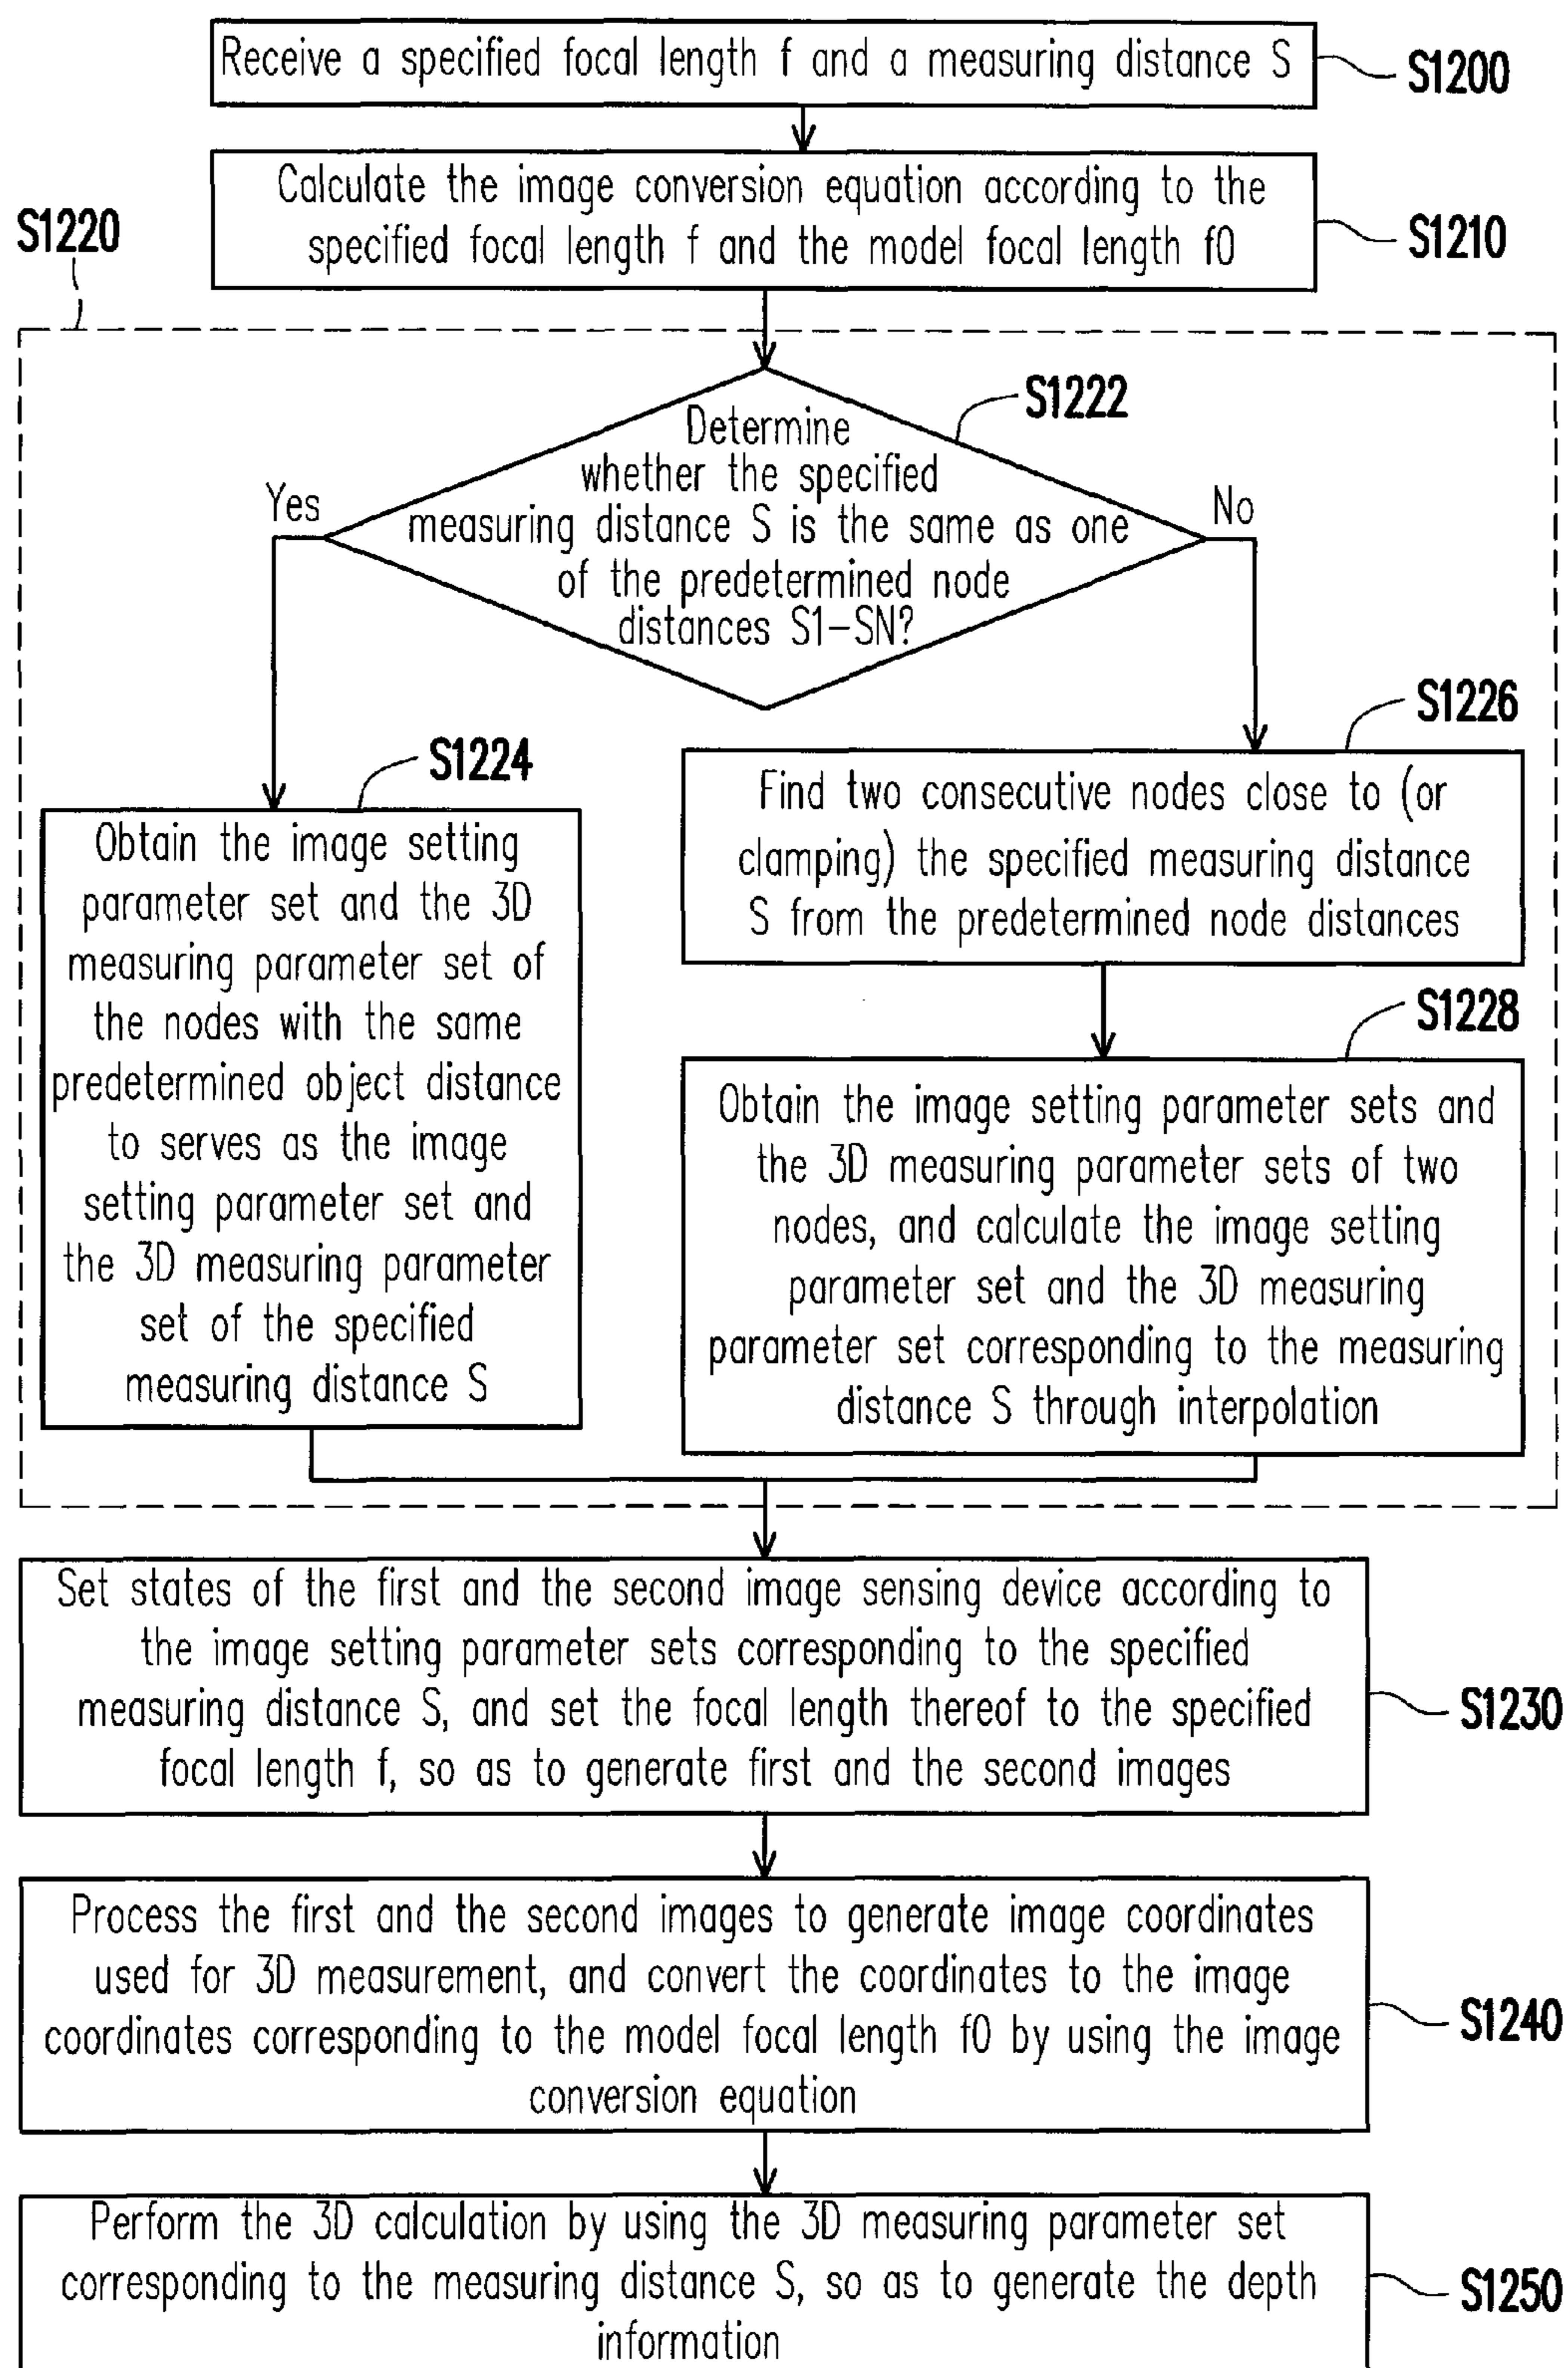 Receive a specified focal length f and a measuring distance S
S1200
Calculate the image conversion equation according to the
specified focal length f and the model focal length f0
S1210
S1220
Determine
whether the specified
measuring distance S is the same as one
of the predetermined node
distances S1-SN?
S1222
Yes
No
S1224
Obtain the image setting
parameter set and the 3D
measuring parameter set of
the nodes with the same
predetermined object distance
to serves as the image
setting parameter set and
the 3D measuring parameter
set of the specified
measuring distance S
S1226
Find two consecutive nodes close to (or
clamping) the specified measuring distance
S from the predetermined node distances
S1228
Obtain the image setting parameter sets and
the 3D measuring parameter sets of two
nodes, and calculate the image setting
parameter set and the 3D measuring
parameter set corresponding to the measuring
distance S through interpolation
Set states of the first and the second image sensing device according to
the image setting parameter sets corresponding to the specified
measuring distance S, and set the focal length thereof to the specified
focal length f, so as to generate first and the second images
S1230
Process the first and the second images to generate image coordinates
used for 3D measurement, and convert the coordinates to the image
coordinates corresponding to the model focal length f0 by using the image
conversion equation
S1240
Perform the 3D calculation by using the 3D measuring parameter set
corresponding to the measuring distance S, so as to generate the depth
information
S1250